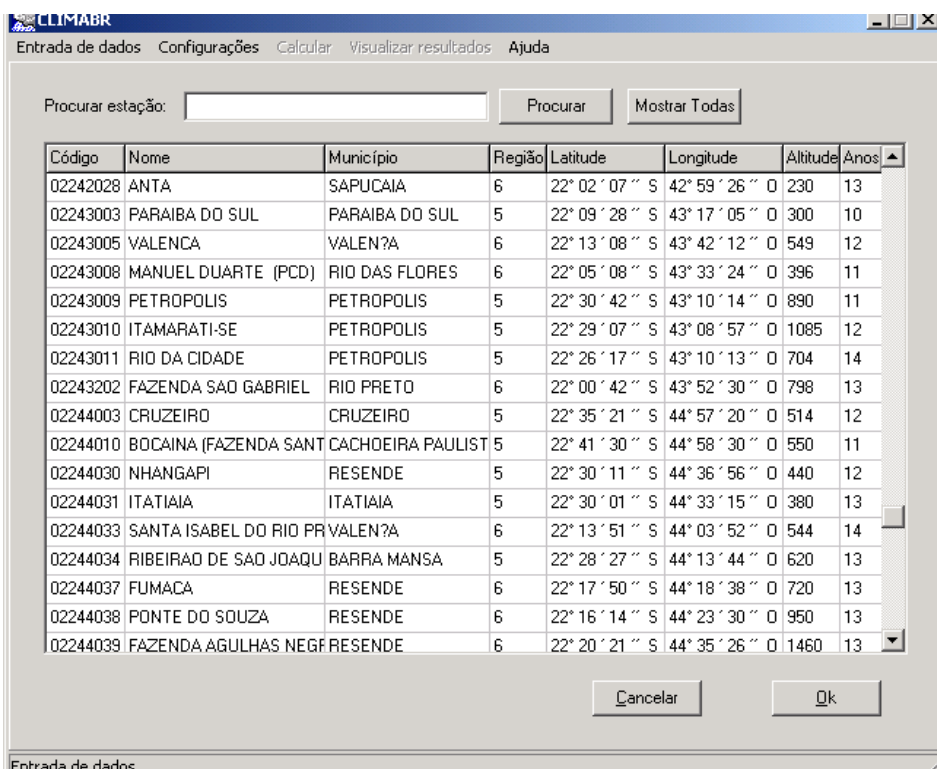 CLIMABR
Entrada de dados Configurações Calcular Visualizar resultados Ajuda
Procurar estação: Procurar Mostrar Todas
Código Nome Município Região Latitude Longitude Altitude Anos
02242028 ANTA SAPUCAIA 6 22° 02 ´ 07 ´´ S 42° 59 ´ 26 ´´ O 230 13
02243003 PARAIBA DO SUL PARAIBA DO SUL 5 22° 09 ´ 28 ´´ S 43° 17 ´ 05 ´´ O 300 10
02243005 VALENCA VALEN?A 6 22° 13 ´ 08 ´´ S 43° 42 ´ 12 ´´ O 549 12
02243008 MANUEL DUARTE (PCD) RIO DAS FLORES 6 22° 05 ´ 08 ´´ S 43° 33 ´ 24 ´´ O 396 11
02243009 PETROPOLIS PETROPOLIS 5 22° 30 ´ 42 ´´ S 43° 10 ´ 14 ´´ O 890 11
02243010 ITAMARATI-SE PETROPOLIS 5 22° 29 ´ 07 ´´ S 43° 08 ´ 57 ´´ O 1085 12
02243011 RIO DA CIDADE PETROPOLIS 5 22° 26 ´ 17 ´´ S 43° 10 ´ 13 ´´ O 704 14
02243202 FAZENDA SAO GABRIEL RIO PRETO 6 22° 00 ´ 42 ´´ S 43° 52 ´ 30 ´´ O 798 13
02244003 CRUZEIRO CRUZEIRO 5 22° 35 ´ 21 ´´ S 44° 57 ´ 20 ´´ O 514 12
02244010 BOCAINA (FAZENDA SANT CACHOEIRA PAULIST 5 22° 41 ´ 30 ´´ S 44° 58 ´ 30 ´´ O 550 11
02244030 NHANGAPI RESENDE 5 22° 30 ´ 11 ´´ S 44° 36 ´ 56 ´´ O 440 12
02244031 ITATIAIA ITATIAIA 5 22° 30 ´ 01 ´´ S 44° 33 ´ 15 ´´ O 380 13
02244033 SANTA ISABEL DO RIO PR VALEN?A 6 22° 13 ´ 51 ´´ S 44° 03 ´ 52 ´´ O 544 14
02244034 RIBEIRAO DE SAO JOAQU BARRA MANSA 5 22° 28 ´ 27 ´´ S 44° 13 ´ 44 ´´ O 620 13
02244037 FUMACA RESENDE 6 22° 17 ´ 50 ´´ S 44° 18 ´ 38 ´´ O 720 13
02244038 PONTE DO SOUZA RESENDE 6 22° 16 ´ 14 ´´ S 44° 23 ´ 30 ´´ O 950 13
02244039 FAZENDA AGULHAS NEGR RESENDE 6 22° 20 ´ 21 ´´ S 44° 35 ´ 26 ´´ O 1460 13
Cancelar Ok
Entrada de dados